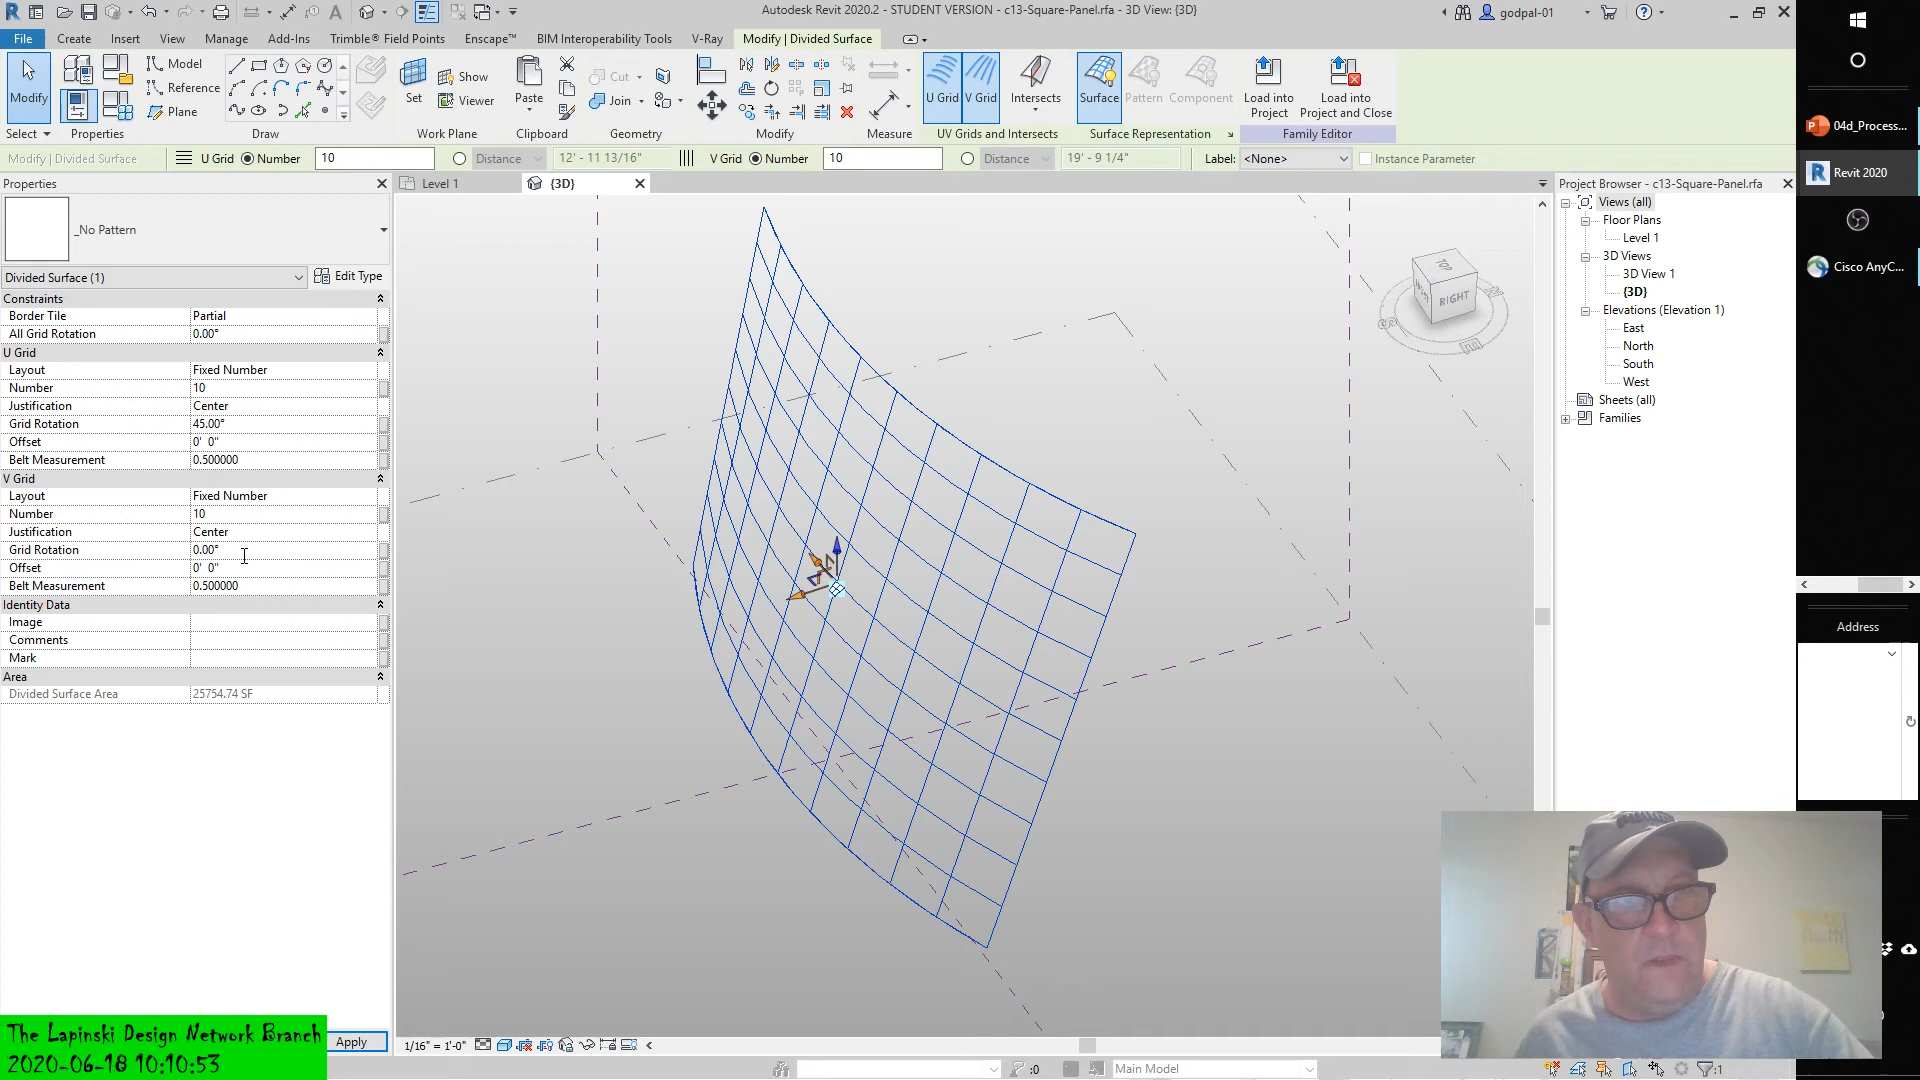 Autodesk Revit 2020.2 - STUDENT VERSION - c13-Square-Panel.rfa - 3D View: {3D}
godpal-01
File Create Insert View Manage Add-Ins Trimble® Field Points Enscape™ BIM Interoperability Tools V-Ray Modify | Divided Surface
Model
Reference
Plane
Show
Viewer
Cut
Join
Modify
Set
Paste
U Grid V Grid Intersects
Surface Pattern Component
Load into Project
Load into Project and Close
Select Properties Draw Work Plane Clipboard Geometry Modify Measure UV Grids and Intersects Surface Representation Family Editor
Modify | Divided Surface U Grid Number 10 Distance 12' - 11 13/16" V Grid Number 10 Distance 19' - 9 1/4" Label: <None> Instance Parameter
Properties
Level 1
{3D}
_No Pattern
Divided Surface (1) Edit Type
Constraints
Border Tile Partial
All Grid Rotation 0.00°
U Grid
Layout Fixed Number
Number 10
Justification Center
Grid Rotation 45.00°
Offset 0' 0"
Belt Measurement 0.500000
V Grid
Layout Fixed Number
Number 10
Justification Center
Grid Rotation 0.00°
Offset 0' 0"
Belt Measurement 0.500000
Identity Data
Image
Comments
Mark
Area
Divided Surface Area 25754.74 SF
Apply
TOP
RIGHT
Project Browser - c13-Square-Panel.rfa
Views (all)
Floor Plans
Level 1
3D Views
3D View 1
{3D}
Elevations (Elevation 1)
East
North
South
West
Sheets (all)
Families
04d_Process...
Revit 2020
Cisco AnyC...
Address
1/16" = 1'-0"
:0
Main Model
:1
The Lapinski Design Network Branch
2020-06-18 10:10:53